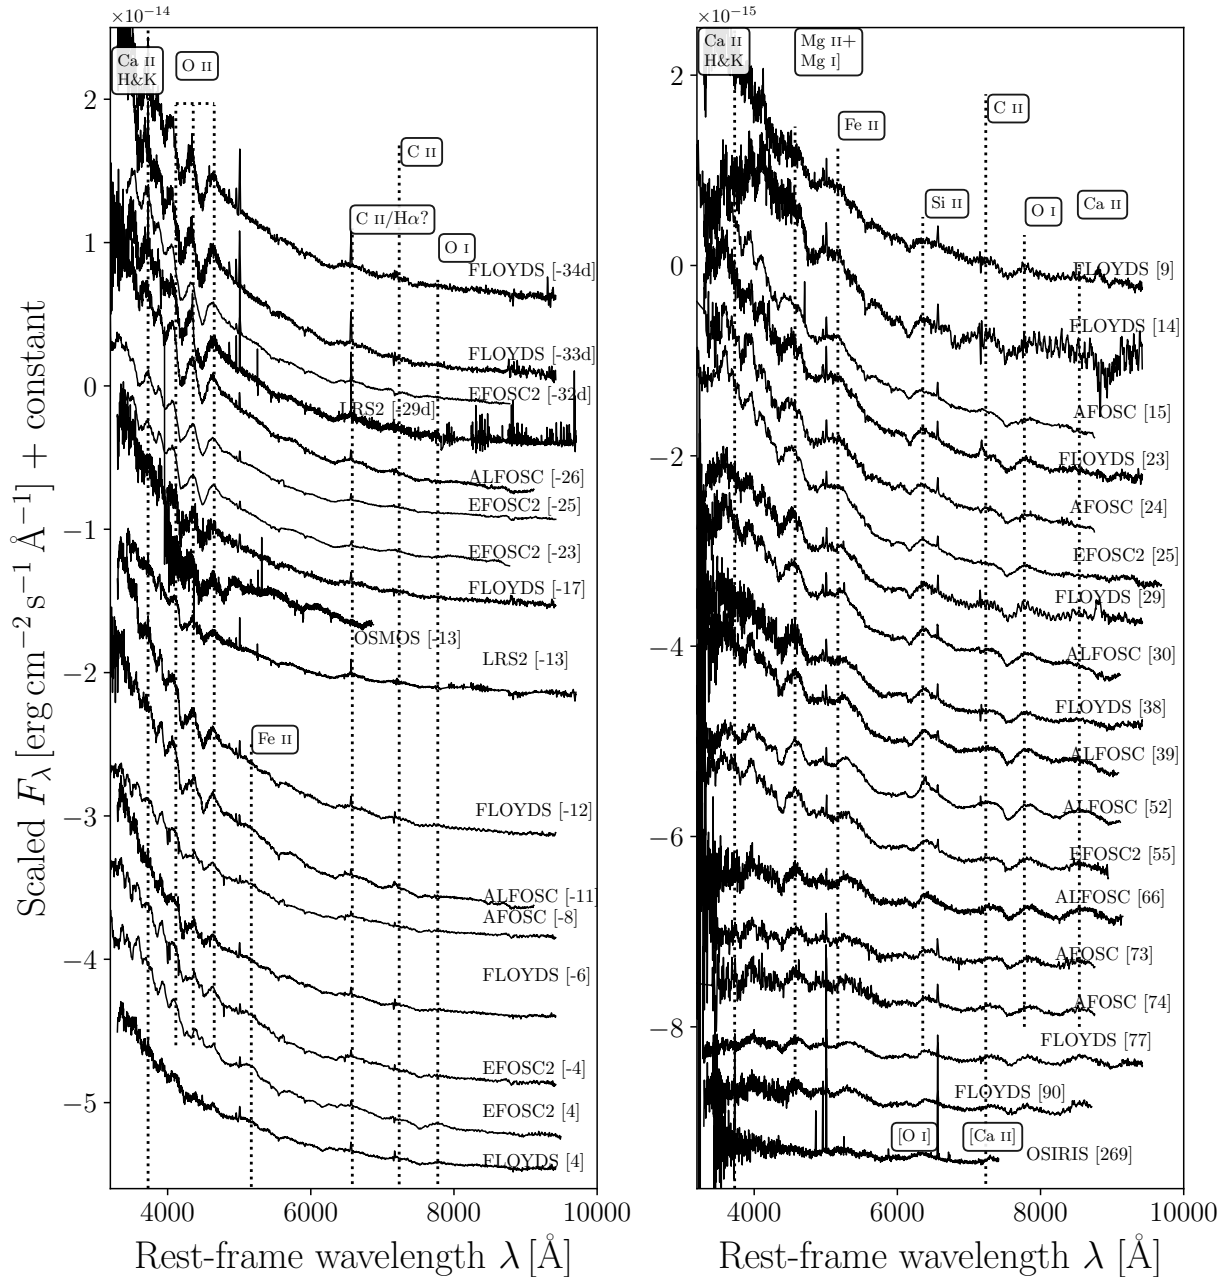 ×10⁻¹⁴
Ca II
H&K
O II
C II
C II/Hα?
O I
FLOYDS [-34d]
FLOYDS [-33d]
EFOSC2 [-32d]
LRS2 [-29d]
ALFOSC [-26]
EFOSC2 [-25]
EFOSC2 [-23]
FLOYDS [-17]
OSMOS [-13]
LRS2 [-13]
Fe II
FLOYDS [-12]
ALFOSC [-11]
AFOSC [-8]
FLOYDS [-6]
EFOSC2 [-4]
EFOSC2 [4]
FLOYDS [4]
2
1
0
−1
−2
−3
−4
−5
4000 6000 8000 10000
Rest-frame wavelength λ [Å]
Scaled Fλ [erg cm⁻² s⁻¹ Å⁻¹] + constant
×10⁻¹⁵
Ca II
H&K
Mg II+
Mg I]
Fe II
C II
Si II
O I
Ca II
FLOYDS [9]
FLOYDS [14]
AFOSC [15]
FLOYDS [23]
AFOSC [24]
EFOSC2 [25]
FLOYDS [29]
ALFOSC [30]
FLOYDS [38]
ALFOSC [39]
ALFOSC [52]
EFOSC2 [55]
ALFOSC [66]
AFOSC [73]
AFOSC [74]
FLOYDS [77]
FLOYDS [90]
[O I]
[Ca II]
OSIRIS [269]
2
0
−2
−4
−6
−8
4000 6000 8000 10000
Rest-frame wavelength λ [Å]